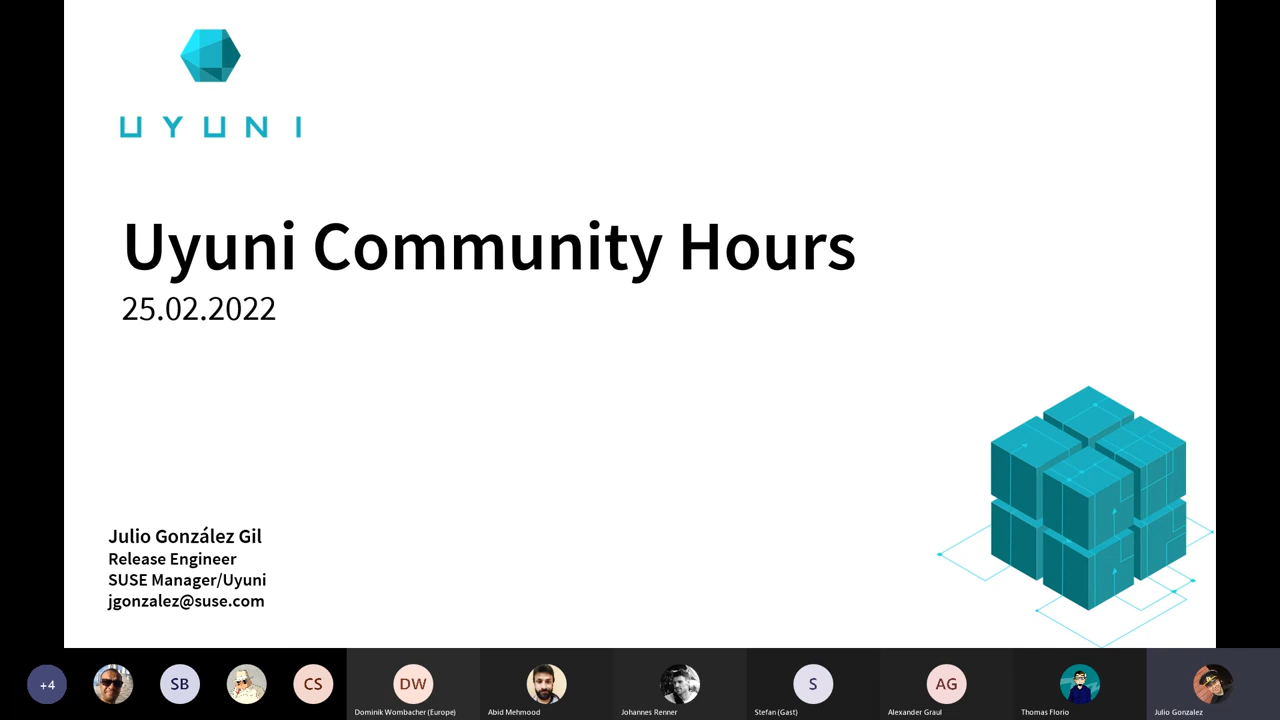 UYUNI
Uyuni Community Hours
25.02.2022
Julio González Gil
Release Engineer
SUSE Manager/Uyuni
jgonzalez@suse.com
+4
SB
CS
DW
S
AG
Dominik Wombacher (Europe)
Abid Mehmood
Johannes Renner
Stefan (Gast)
Alexander Graul
Thomas Florio
Julio Gonzalez